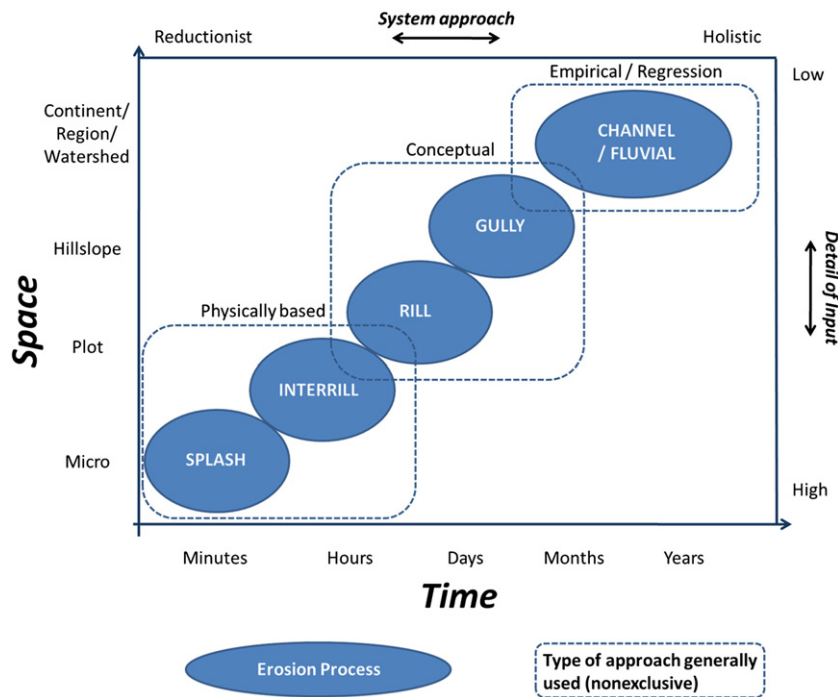 System approach
Reductionist
Holistic
Empirical / Regression
Low
Continent/
Region/
Watershed
CHANNEL
/ FLUVIAL
Conceptual
GULLY
Hillslope
Detail of Input
Space
Physically based
RILL
Plot
INTERRILL
Micro
SPLASH
High
Minutes
Hours
Days
Months
Years
Time
Erosion Process
Type of approach generally
used (nonexclusive)